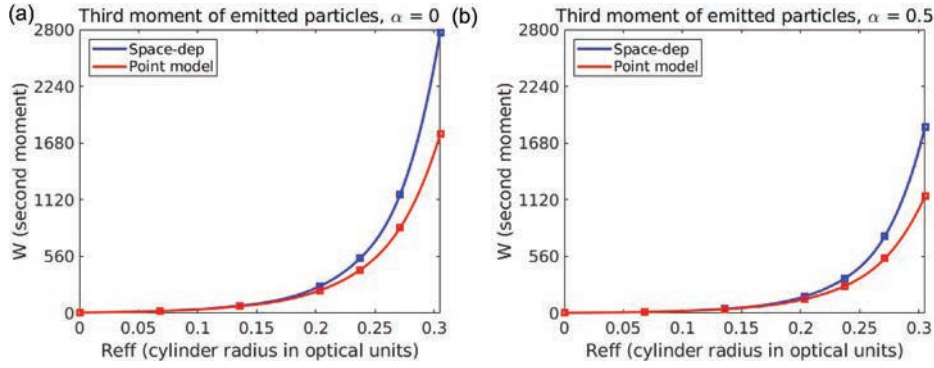 (a)
Third moment of emitted particles, α = 0
2800
2240
1680
1120
560
0
W (second moment)
Space-dep
Point model
0 0.05 0.1 0.15 0.2 0.25 0.3
Reff (cylinder radius in optical units)
(b)
Third moment of emitted particles, α = 0.5
2800
2240
1680
1120
560
0
W (second moment)
Space-dep
Point model
0 0.05 0.1 0.15 0.2 0.25 0.3
Reff (cylinder radius in optical units)